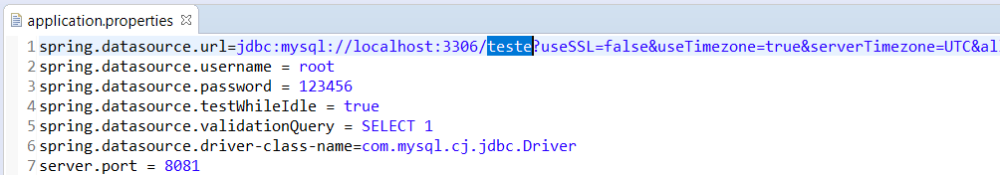 application.properties
1 spring.datasource.url=jdbc:mysql://localhost:3306/teste?useSSL=false&useTimezone=true&serverTimezone=UTC&al
2 spring.datasource.username = root
3 spring.datasource.password = 123456
4 spring.datasource.testWhileIdle = true
5 spring.datasource.validationQuery = SELECT 1
6 spring.datasource.driver-class-name=com.mysql.cj.jdbc.Driver
7 server.port = 8081